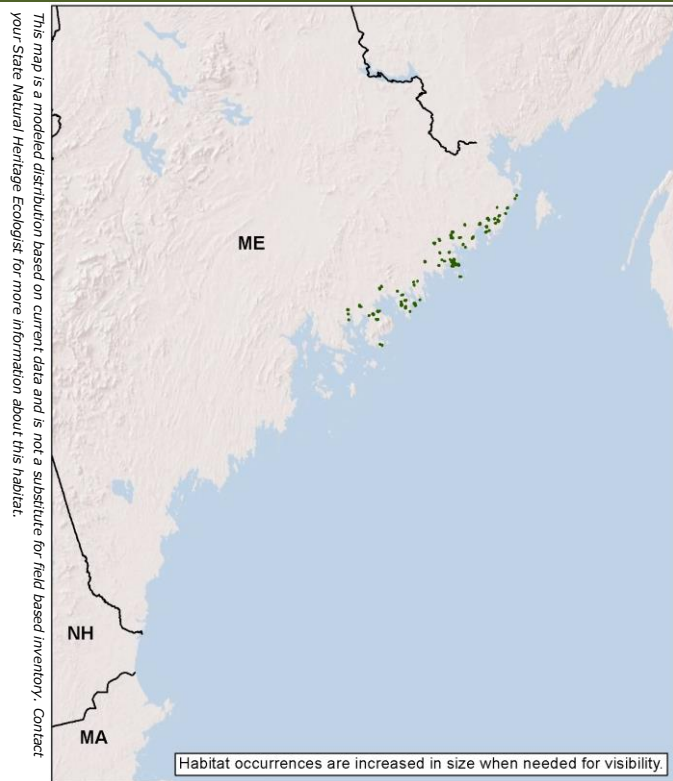 This map is a modeled distribution based on current data and is not a substitute for field based inventory. Contact
your State Natural Heritage Ecologist for more information about this habitat.
ME
NH
MA
Habitat occurrences are increased in size when needed for visibility.